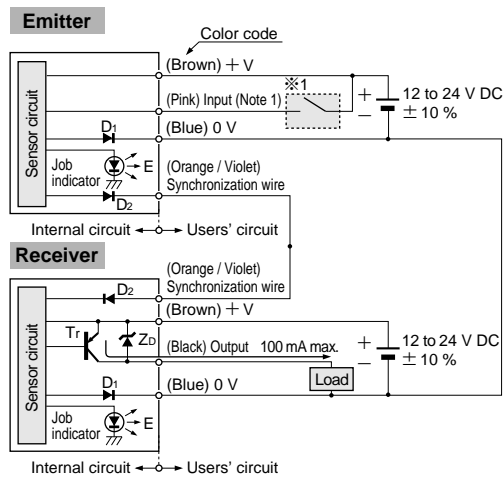 Emitter
Color code
(Brown) + V
※1
(Pink) Input (Note 1)
+
−
12 to 24 V DC
± 10 %
Sensor circuit
D1
(Blue) 0 V
Job
indicator
E
(Orange / Violet)
Synchronization wire
D2
Internal circuit
Users' circuit
Receiver
(Orange / Violet)
Synchronization wire
D2
(Brown) + V
Sensor circuit
Tr
ZD
(Black) Output
100 mA max.
+
−
12 to 24 V DC
± 10 %
Load
D1
(Blue) 0 V
Job
indicator
E
Internal circuit
Users' circuit